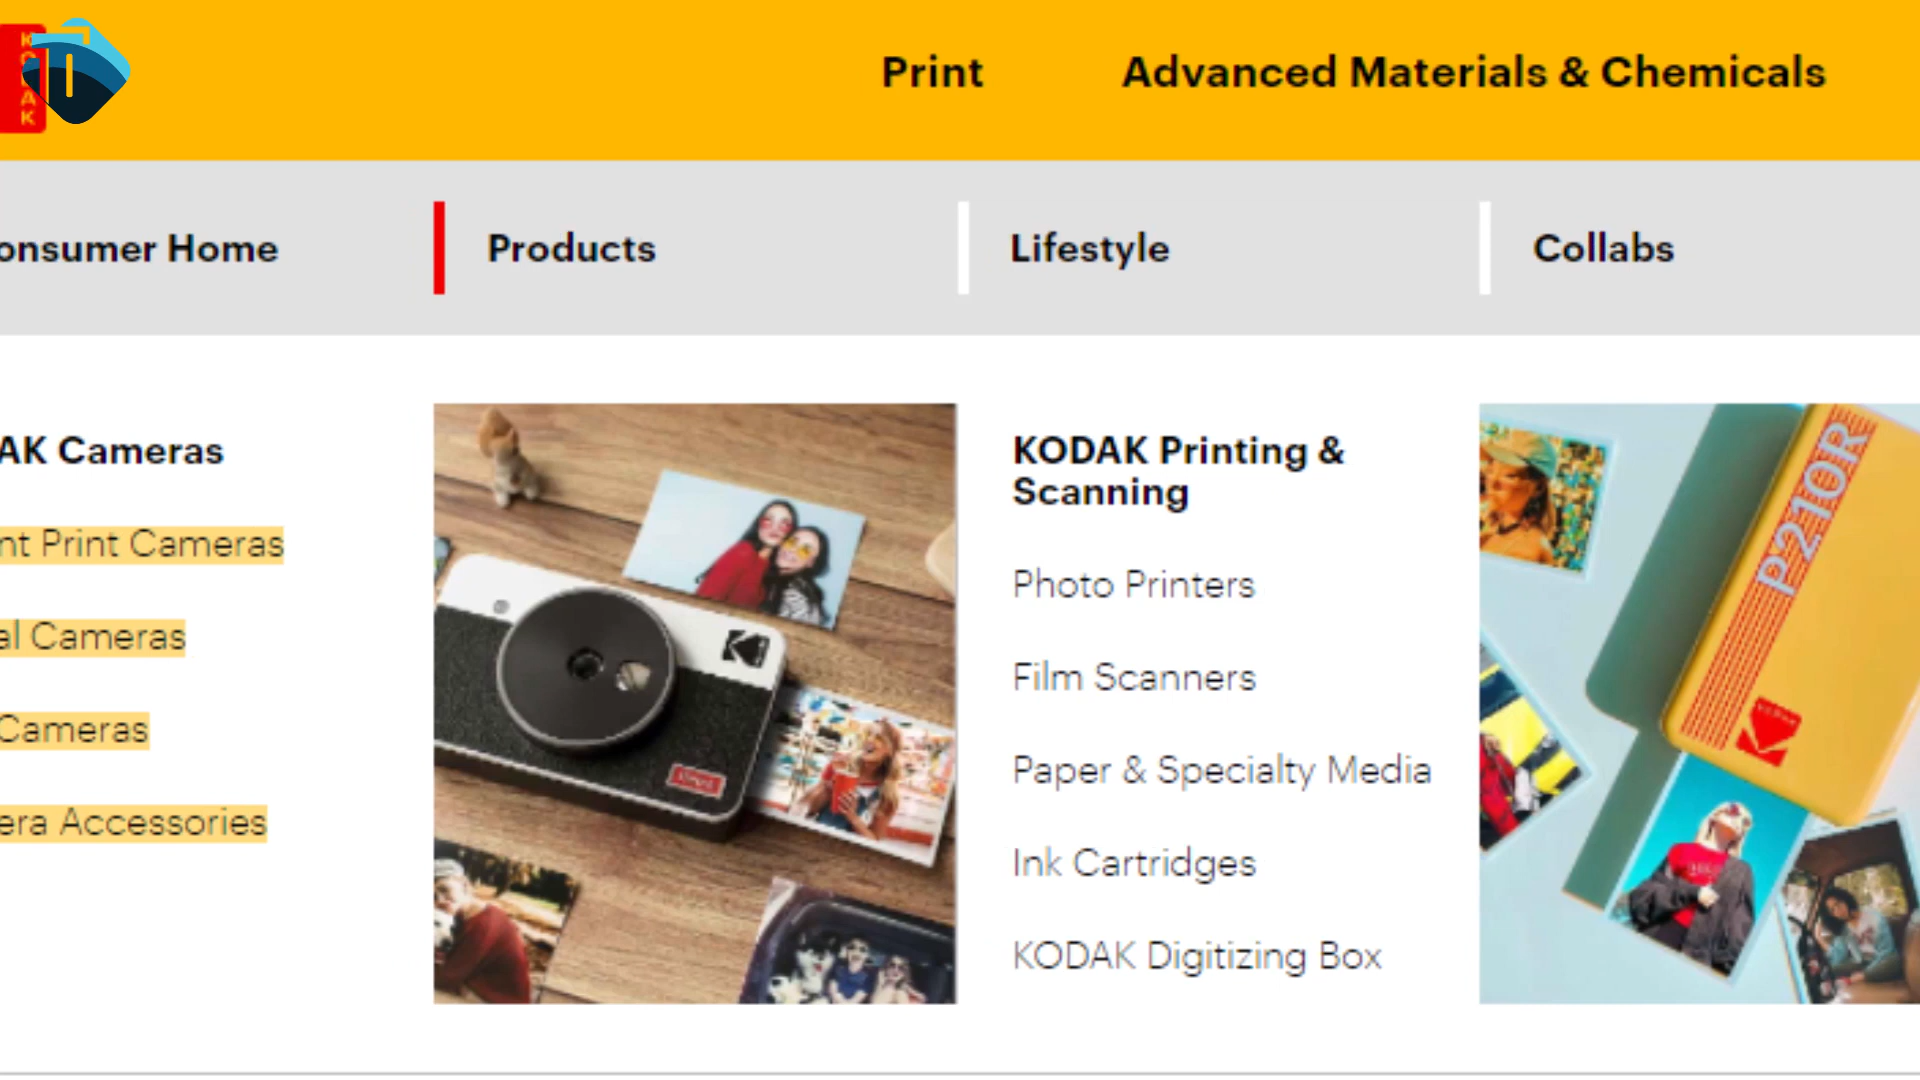 Print
Advanced Materials & Chemicals
onsumer Home
Products
Lifestyle
Collabs
AK Cameras
nt Print Cameras
al Cameras
Cameras
era Accessories
KODAK Printing &
Scanning
Photo Printers
Film Scanners
Paper & Specialty Media
Ink Cartridges
KODAK Digitizing Box
P210R